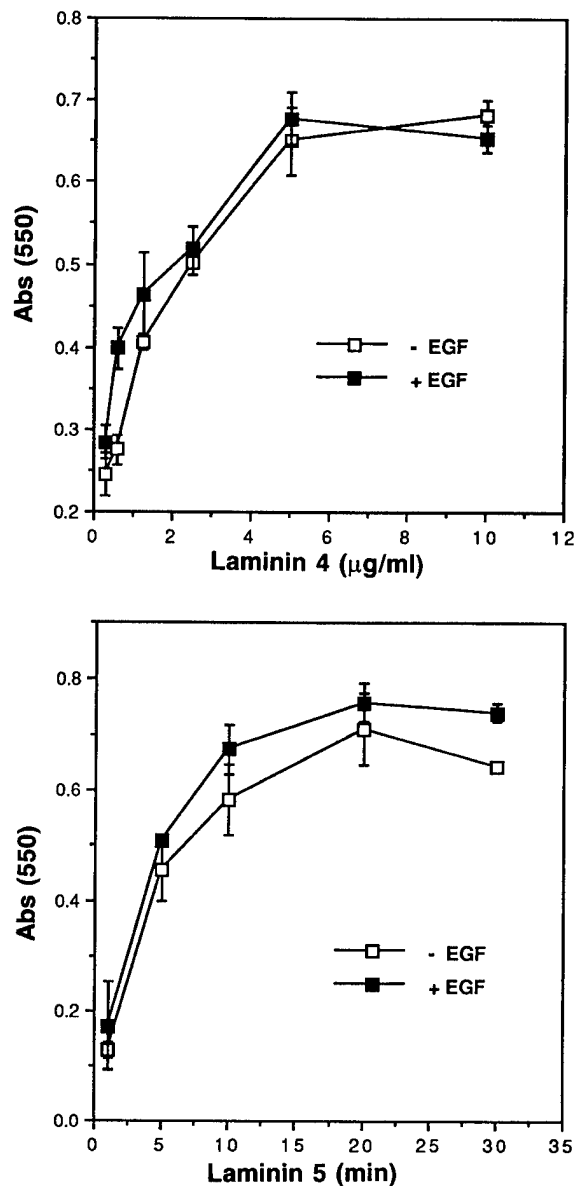 0.8
0.7
0.6
0.5
0.4
0.3
0.2
Abs (550)
- EGF
+ EGF
0 2 4 6 8 10 12
Laminin 4 (µg/ml)
0.8
0.6
0.4
0.2
0.0
Abs (550)
- EGF
+ EGF
0 5 10 15 20 25 30 35
Laminin 5 (min)